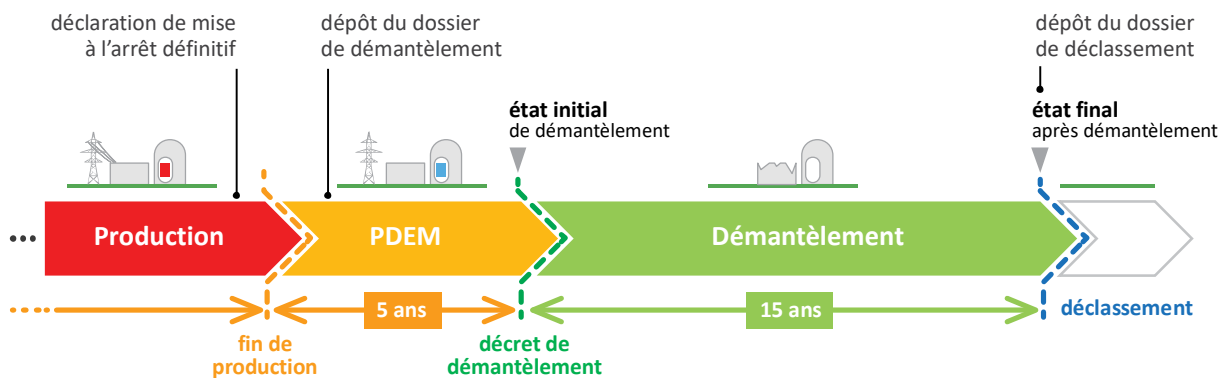 déclaration de mise
à l’arrêt définitif
dépôt du dossier
de démantèlement
dépôt du dossier
de déclassement
état initial
de démantèlement
état final
après démantèlement
Production
PDEM
Démantèlement
5 ans
15 ans
déclassement
fin de
production
décret de
démantèlement